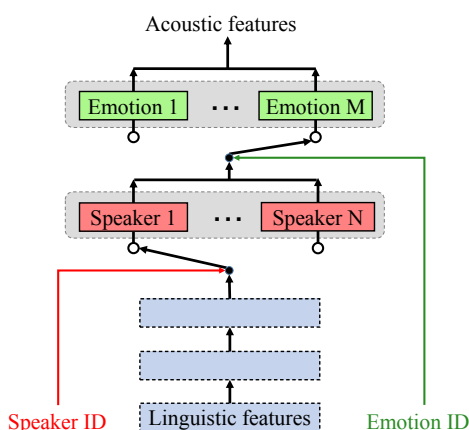 Acoustic features
Emotion 1 ... Emotion M
Speaker 1 ... Speaker N
Linguistic features
Speaker ID Emotion ID